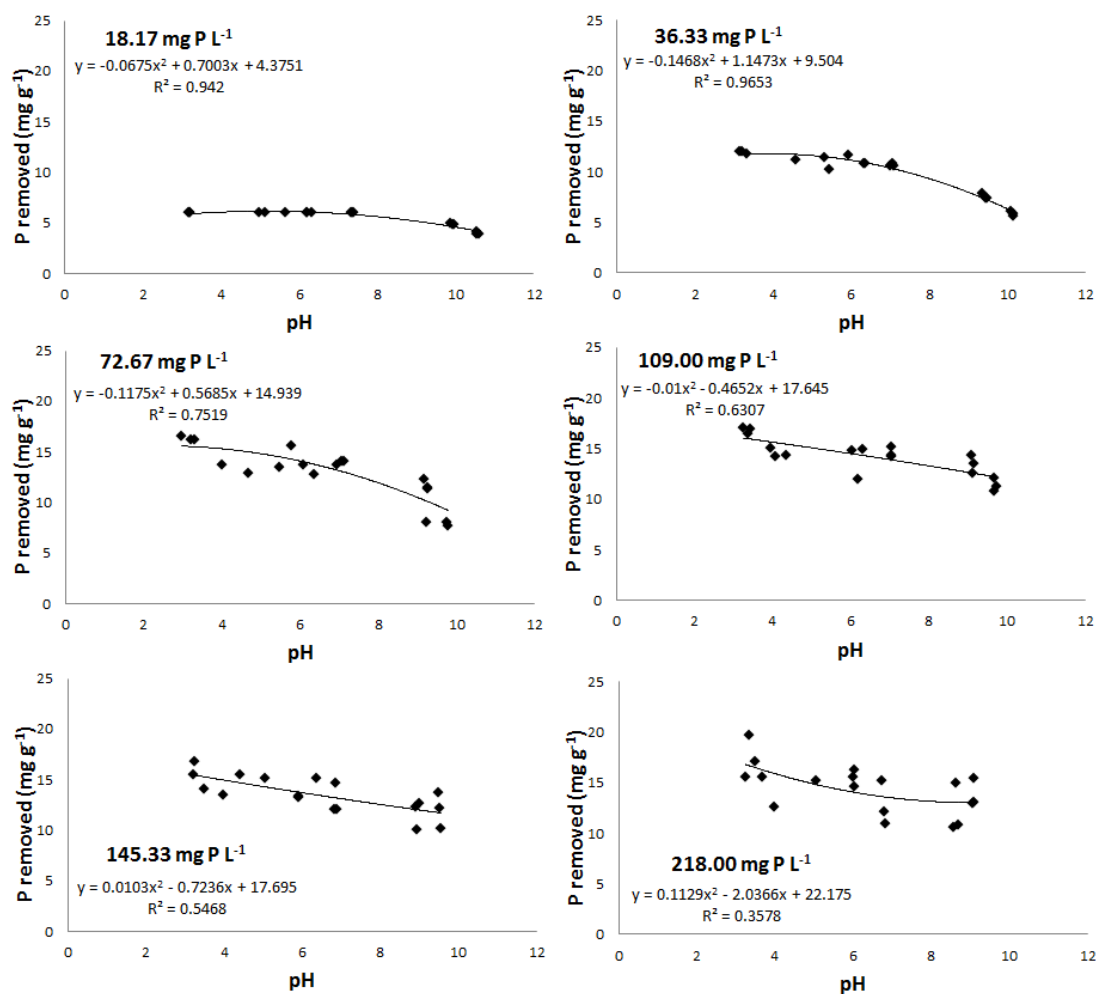 25
20
15
10
5
0
P removed (mg g⁻¹)
18.17 mg P L⁻¹
y = -0.0675x² + 0.7003x + 4.3751
R² = 0.942
0 2 4 6 8 10 12
pH
25
20
15
10
5
0
P removed (mg g⁻¹)
36.33 mg P L⁻¹
y = -0.1468x² + 1.1473x + 9.504
R² = 0.9653
0 2 4 6 8 10 12
pH
25
20
15
10
5
0
P removed (mg g⁻¹)
72.67 mg P L⁻¹
y = -0.1175x² + 0.5685x + 14.939
R² = 0.7519
0 2 4 6 8 10 12
pH
25
20
15
10
5
0
P removed (mg g⁻¹)
109.00 mg P L⁻¹
y = -0.01x² - 0.4652x + 17.645
R² = 0.6307
0 2 4 6 8 10 12
pH
25
20
15
10
5
0
P removed (mg g⁻¹)
145.33 mg P L⁻¹
y = 0.0103x² - 0.7236x + 17.695
R² = 0.5468
0 2 4 6 8 10 12
pH
25
20
15
10
5
0
P removed (mg g⁻¹)
218.00 mg P L⁻¹
y = 0.1129x² - 2.0366x + 22.175
R² = 0.3578
0 2 4 6 8 10 12
pH